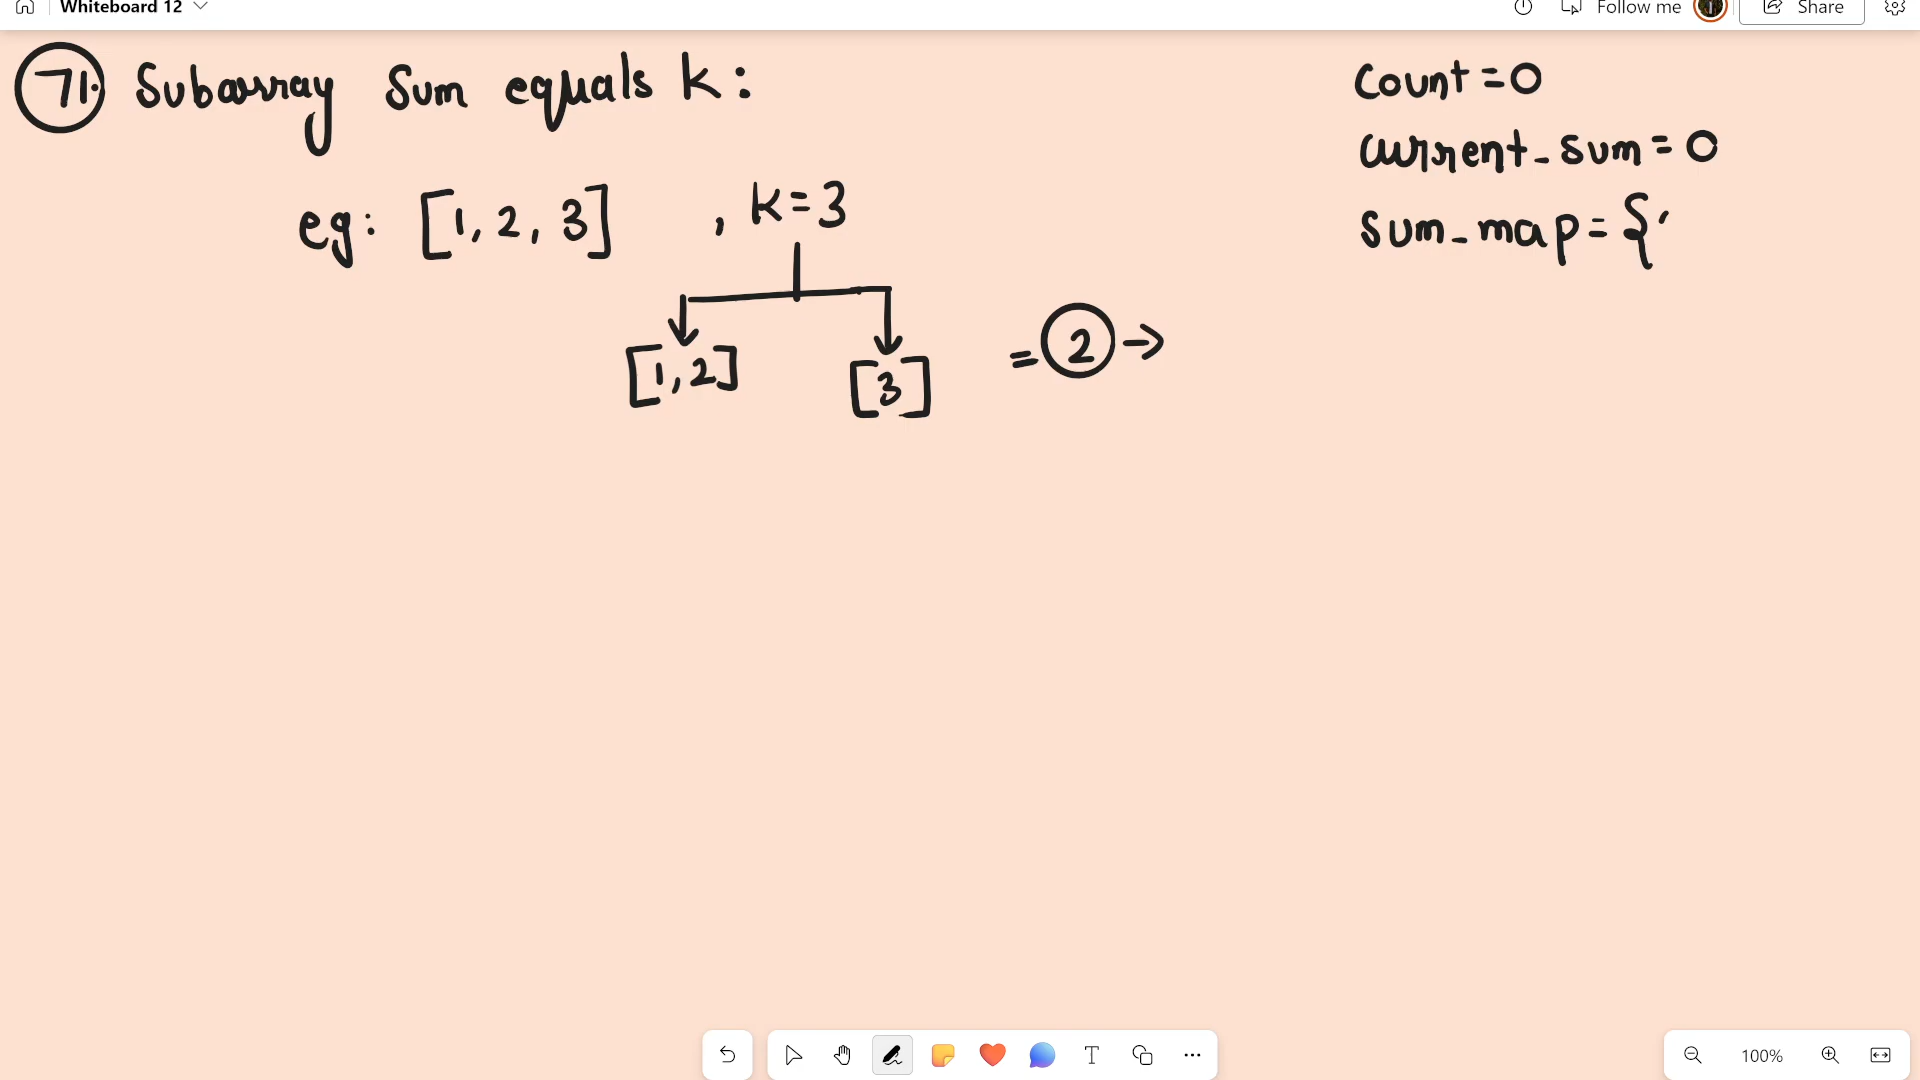 Whiteboard 12
Follow me
Share
71. Subarray Sum equals k:
eg: [1, 2, 3] , k=3
[1, 2] [3] = 2 →
Count = 0
current_sum = 0
sum_map = {'
T
100%